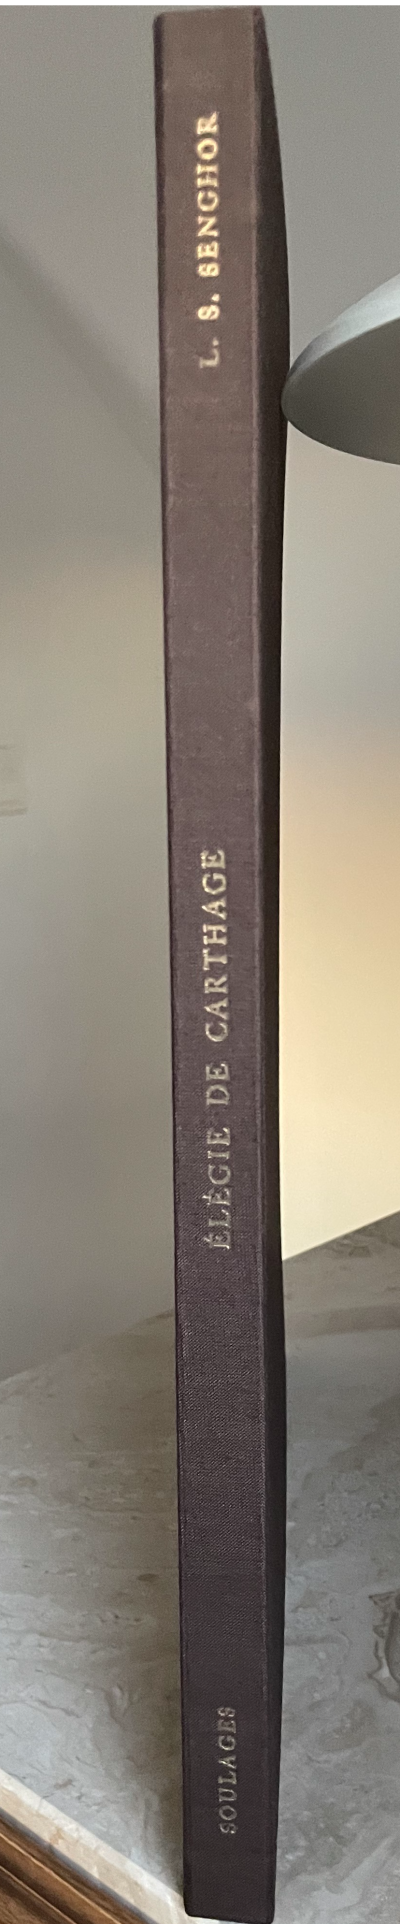 L. S. SENGHOR
ÉLÉGIE DE CARTHAGE
SOULAGES